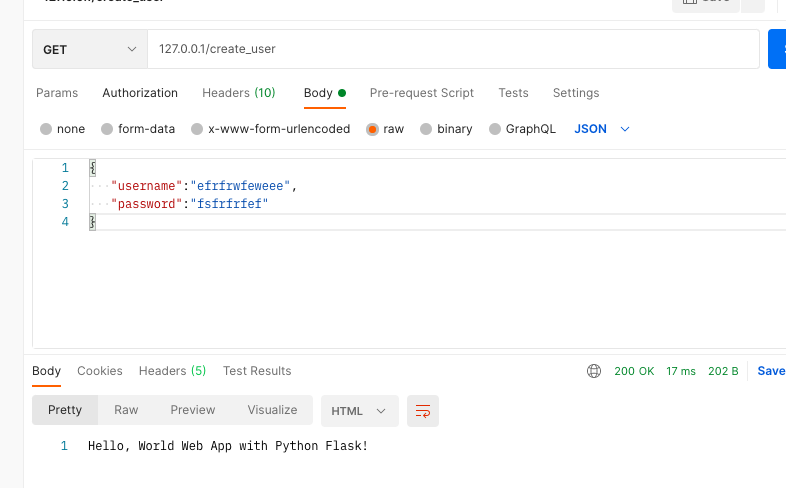 GET 127.0.0.1/create_user
Params Authorization Headers (10) Body Pre-request Script Tests Settings
none form-data x-www-form-urlencoded raw binary GraphQL JSON
1 {
2 "username":"efrfrwfeweee",
3 "password":"fsfrfrfef"
4 }
Body Cookies Headers (5) Test Results 200 OK 17 ms 202 B Save
Pretty Raw Preview Visualize HTML
1 Hello, World Web App with Python Flask!